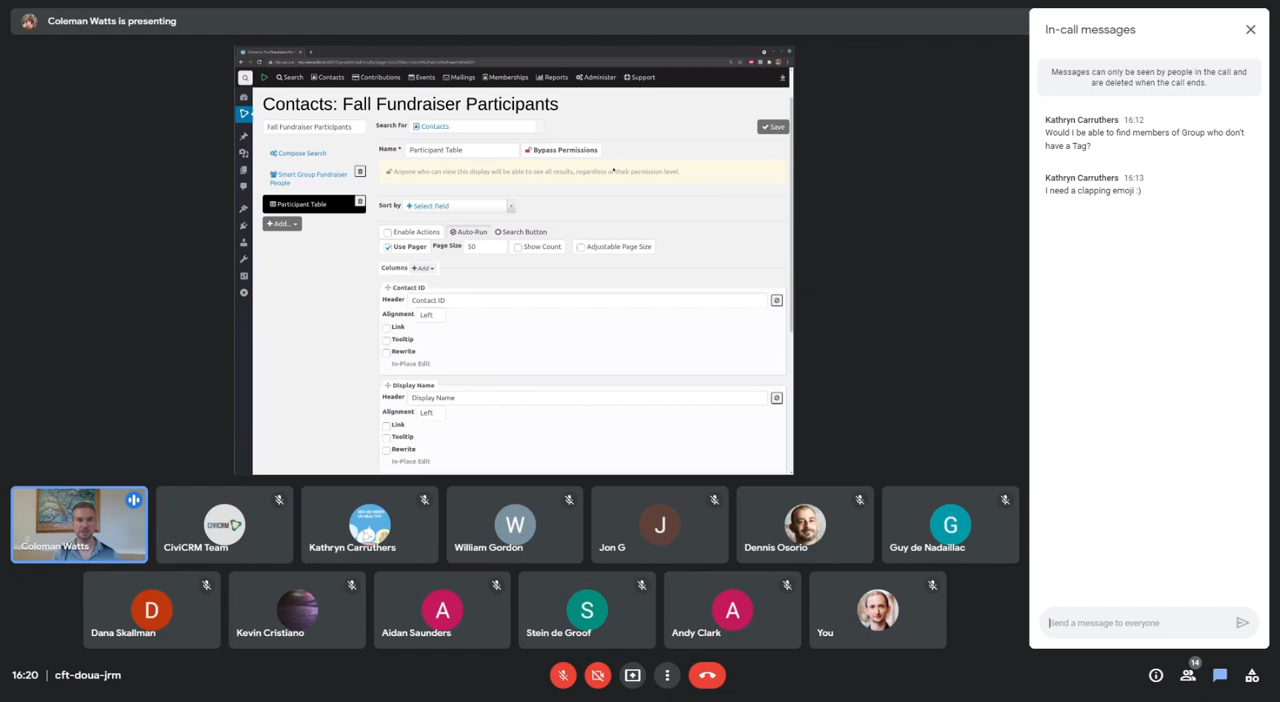 Coleman Watts is presenting
Search Contacts Contributions Events Mailings Memberships Reports Administer Support
Contacts: Fall Fundraiser Participants
Fall Fundraiser Participants
Search for Contacts
Save
Compose Search
Smart Group Fundraiser
People
Participant Table
Add...
Name * Participant Table Bypass Permissions
Anyone who can view this display will be able to see all results, regardless of their permission level.
Sort by + Select field
Enable Actions Auto-Run Search Button
Use Pager Page Size 50 Show Count Adjustable Page Size
Columns + Add
Contact ID
Header Contact ID
Alignment Left
Link
Tooltip
Rewrite
In-Place Edit
Display Name
Header Display Name
Alignment Left
Link
Tooltip
Rewrite
In-Place Edit
In-call messages
Messages can only be seen by people in the call and
are deleted when the call ends.
Kathryn Carruthers 16:12
Would I be able to find members of Group who don't
have a Tag?
Kathryn Carruthers 16:13
I need a clapping emoji :)
Send a message to everyone
Coleman Watts
CIVICRM
CiviCRM Team
Kathryn Carruthers
W
William Gordon
J
Jon G
Dennis Osorio
G
Guy de Nadaillac
D
Dana Skallman
Kevin Cristiano
A
Aidan Saunders
S
Stein de Groof
A
Andy Clark
You
16:20 cft-doua-jrm
14